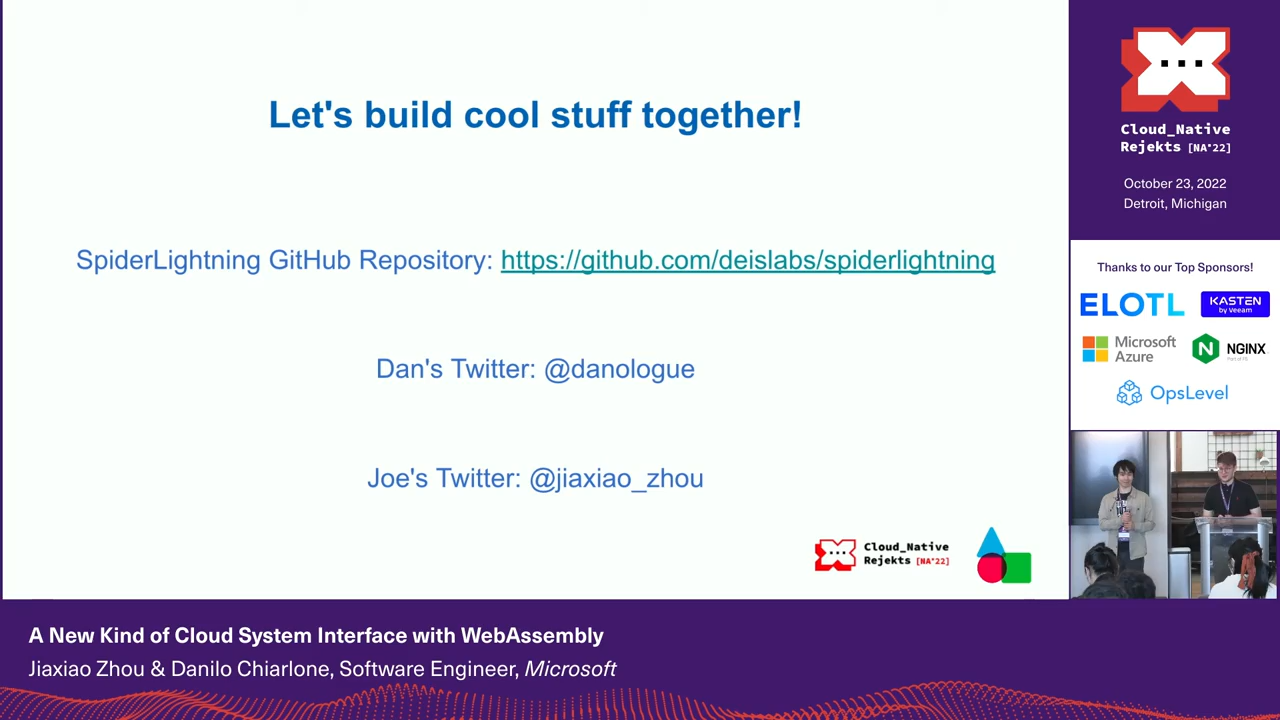 Let's build cool stuff together!
SpiderLightning GitHub Repository: https://github.com/deislabs/spiderlightning
Dan's Twitter: @danologue
Joe's Twitter: @jiaxiao_zhou
Cloud_Native
Rejekts [NA'22]
Cloud_Native
Rejekts [NA'22]
October 23, 2022
Detroit, Michigan
Thanks to our Top Sponsors!
ELOTL
KASTEN
by Veeam
Microsoft
Azure
N
NGINX
Part of F5
OpsLevel
A New Kind of Cloud System Interface with WebAssembly
Jiaxiao Zhou & Danilo Chiarlone, Software Engineer, Microsoft